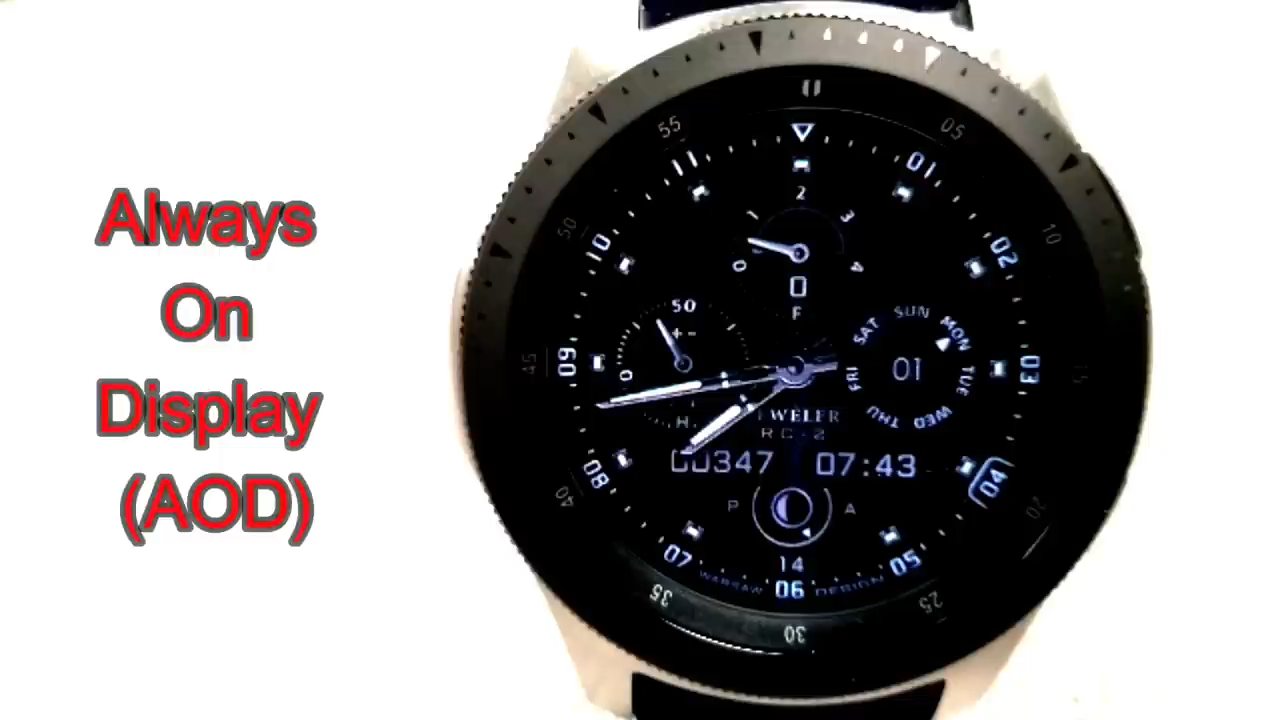 Always
On
Display
(AOD)
55
05
50
10
45
15
40
20
35
25
30
11
01
10
02
09
03
08
04
07
05
06
2
1
3
0
4
0
F
50
0
H
SAT
SUN
MON
TUE
WED
THU
FRI
01
JEWELER
RC-2
00347
07:43
P
A
14
WARSAW DESIGN